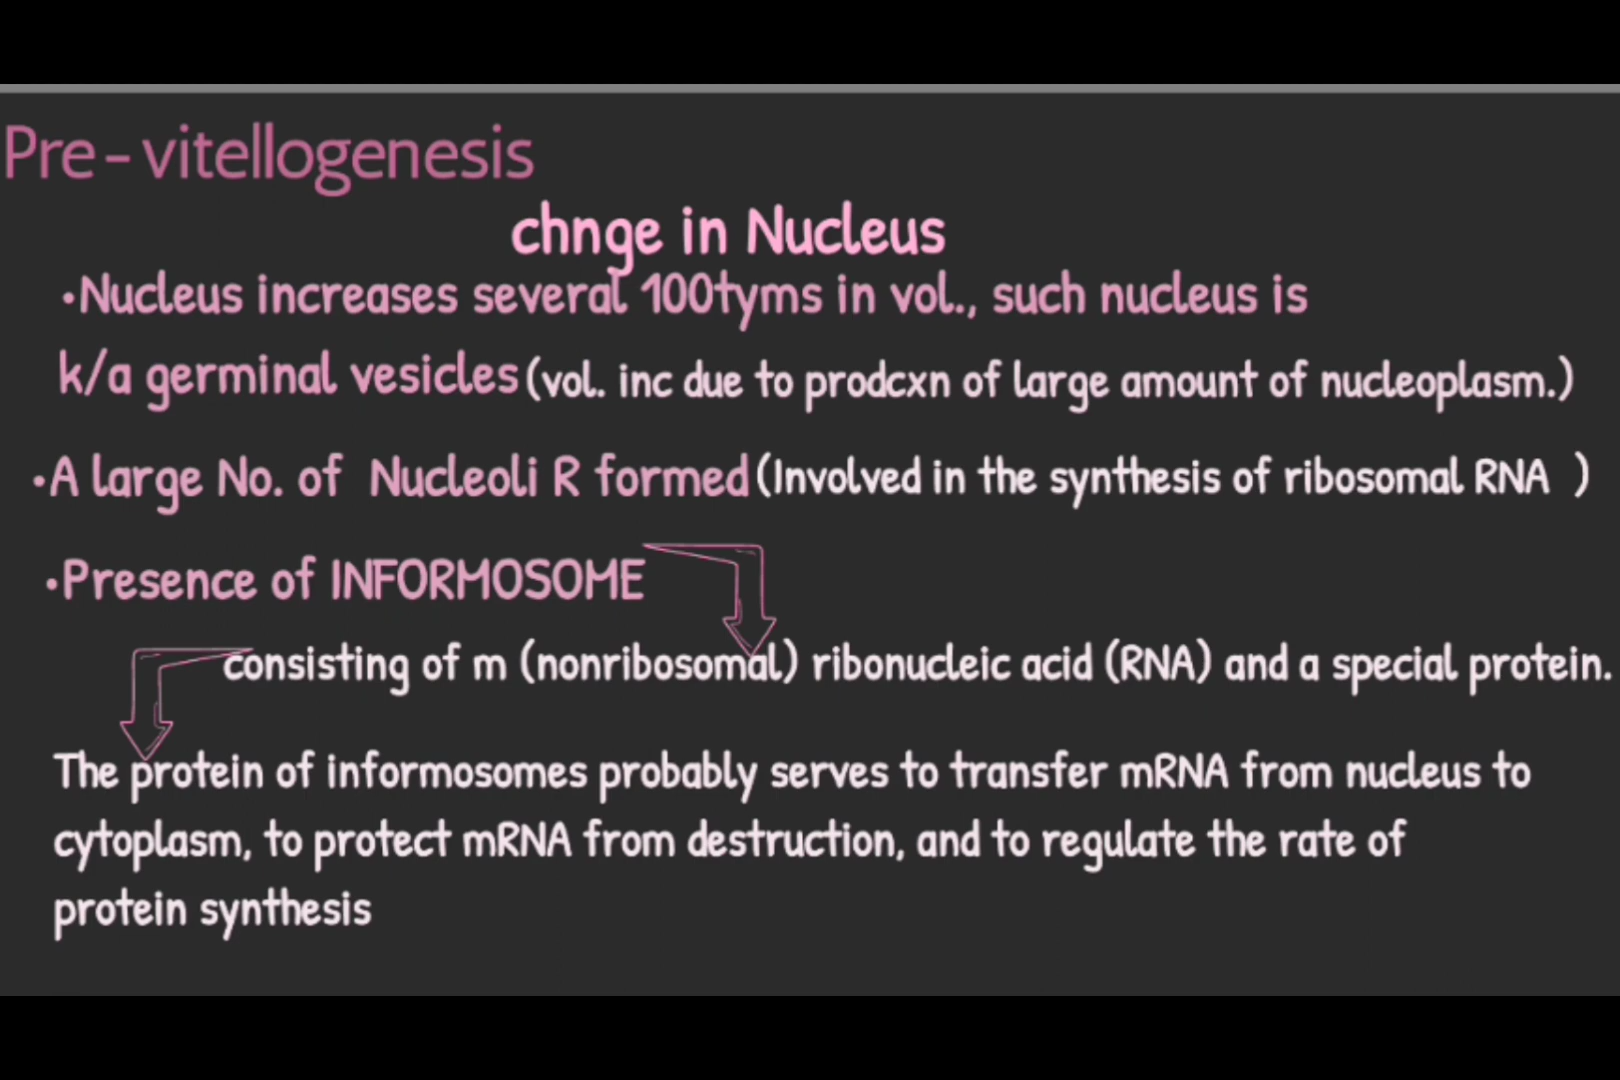 Pre-vitellogenesis
chnge in Nucleus
•Nucleus increases several 100tyms in vol., such nucleus is
k/a germinal vesicles (vol. inc due to prodcxn of large amount of nucleoplasm.)
•A large No. of Nucleoli R formed (Involved in the synthesis of ribosomal RNA )
•Presence of INFORMOSOME
consisting of m (nonribosomal) ribonucleic acid (RNA) and a special protein.
The protein of informosomes probably serves to transfer mRNA from nucleus to
cytoplasm, to protect mRNA from destruction, and to regulate the rate of
protein synthesis